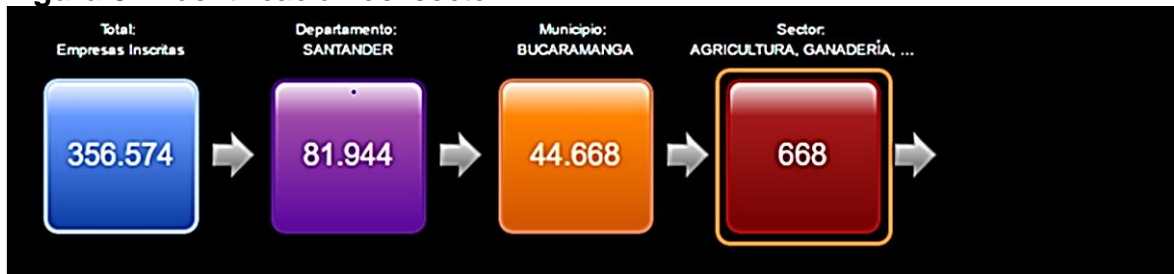 Total:
Empresas Inscritas
356.574
Departamento:
SANTANDER
81.944
Municipio:
BUCARAMANGA
44.668
Sector:
AGRICULTURA, GANADERÍA, ...
668